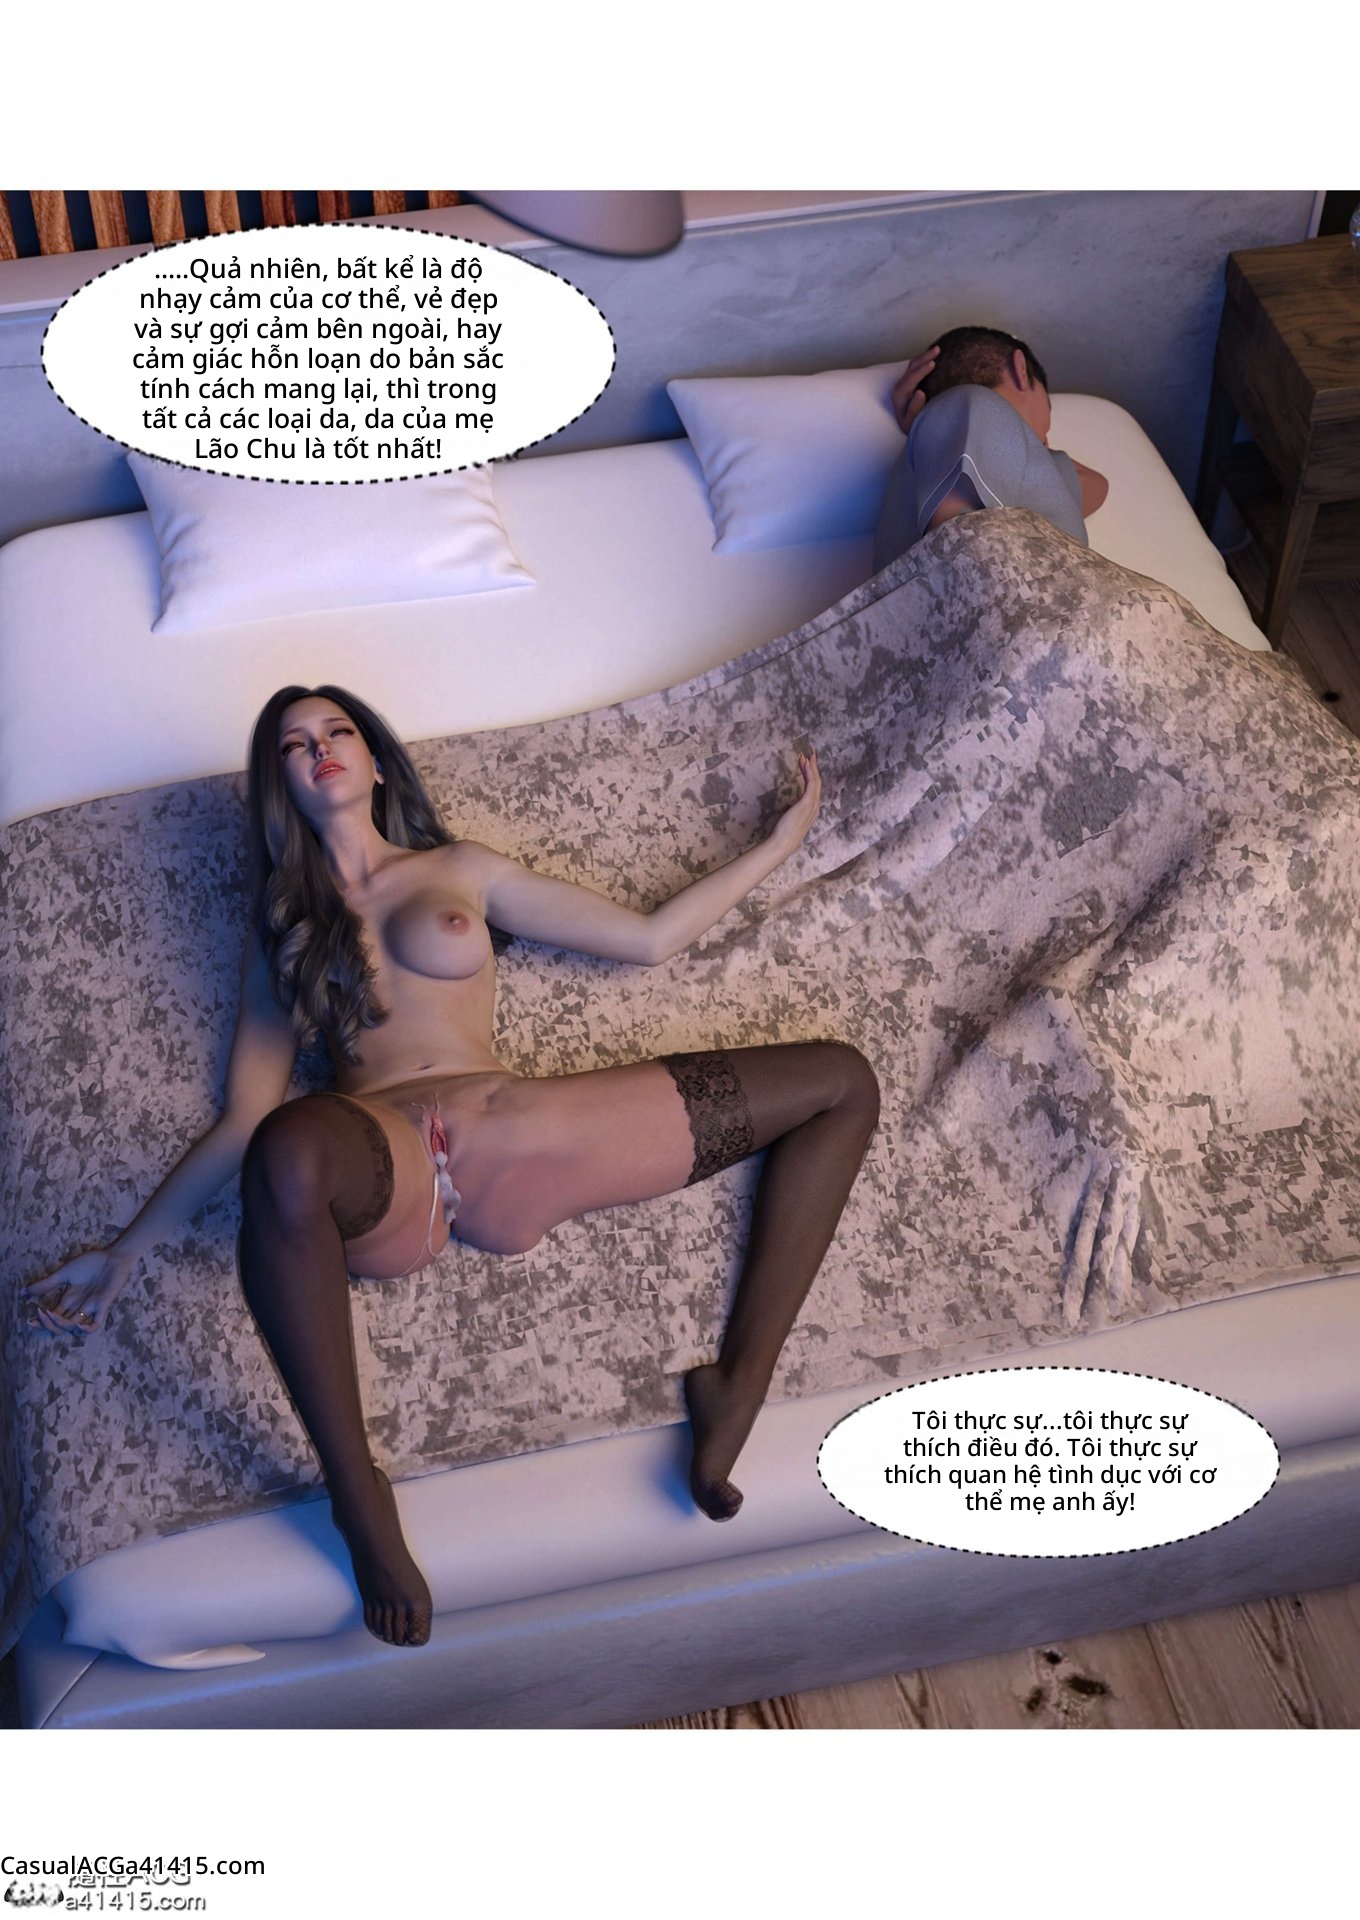 .....Quả nhiên, bất kể là độ
nhạy cảm của cơ thể, vẻ đẹp
và sự gợi cảm bên ngoài, hay
cảm giác hỗn loạn do bản sắc
tính cách mang lại, thì trong
tất cả các loại da, da của mẹ
Lão Chu là tốt nhất!
Tôi thực sự...tôi thực sự
thích điều đó. Tôi thực sự
thích quan hệ tình dục với cơ
thể mẹ anh ấy!
CasualACGa41415.com
a41415.com